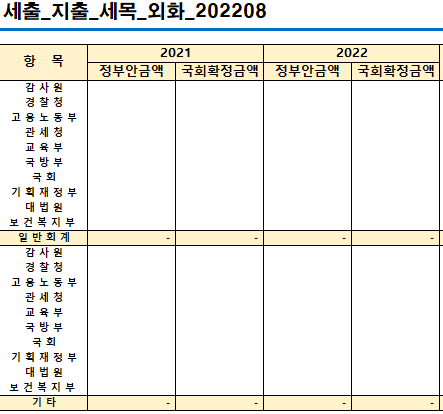 세출_지출_세목_외화_202208
항 목 2021 2022
정부안금액 국회확정금액 정부안금액 국회확정금액
감사원
경찰청
고용노동부
관세청
교육부
국방부
국회
기획재정부
대법원
보건복지부
일반회계 - - - -
감사원
경찰청
고용노동부
관세청
교육부
국방부
국회
기획재정부
대법원
보건복지부
기타 - - - -